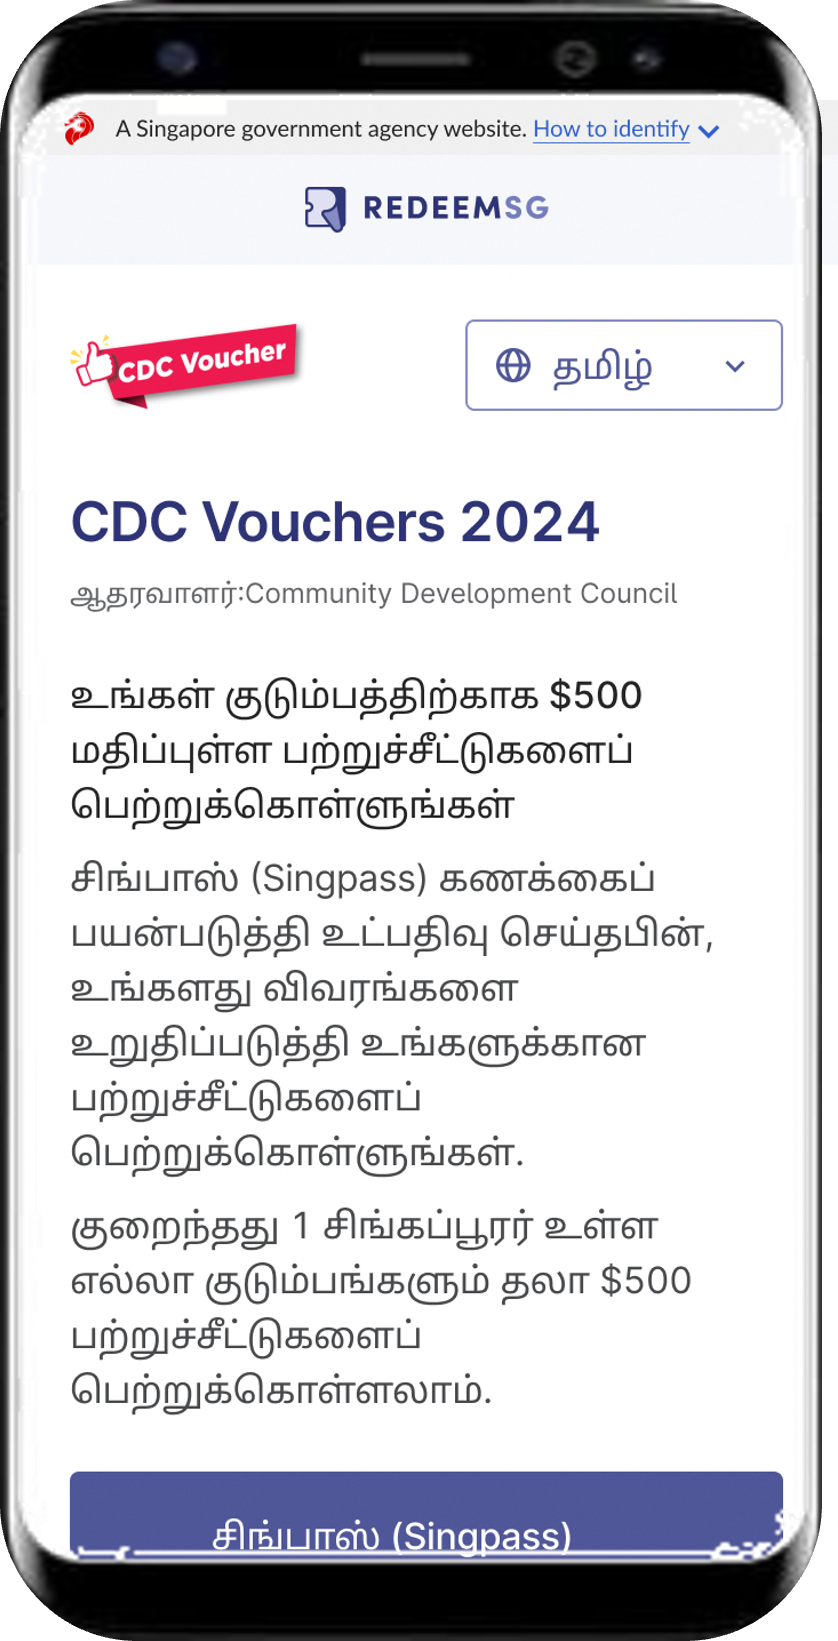 A Singapore government agency website. How to identify
REDEEMSG
CDC Voucher
தமிழ்
CDC Vouchers 2024
ஆதரவாளர்:Community Development Council
உங்கள் குடும்பத்திற்காக $500
மதிப்புள்ள பற்றுச்சீட்டுகளைப்
பெற்றுக்கொள்ளுங்கள்
சிங்பாஸ் (Singpass) கணக்கைப்
பயன்படுத்தி உட்பதிவு செய்தபின்,
உங்களது விவரங்களை
உறுதிப்படுத்தி உங்களுக்கான
பற்றுச்சீட்டுகளைப்
பெற்றுக்கொள்ளுங்கள்.
குறைந்தது 1 சிங்கப்பூரர் உள்ள
எல்லா குடும்பங்களும் தலா $500
பற்றுச்சீட்டுகளைப்
பெற்றுக்கொள்ளலாம்.
சிங்பாஸ் (Singpass)